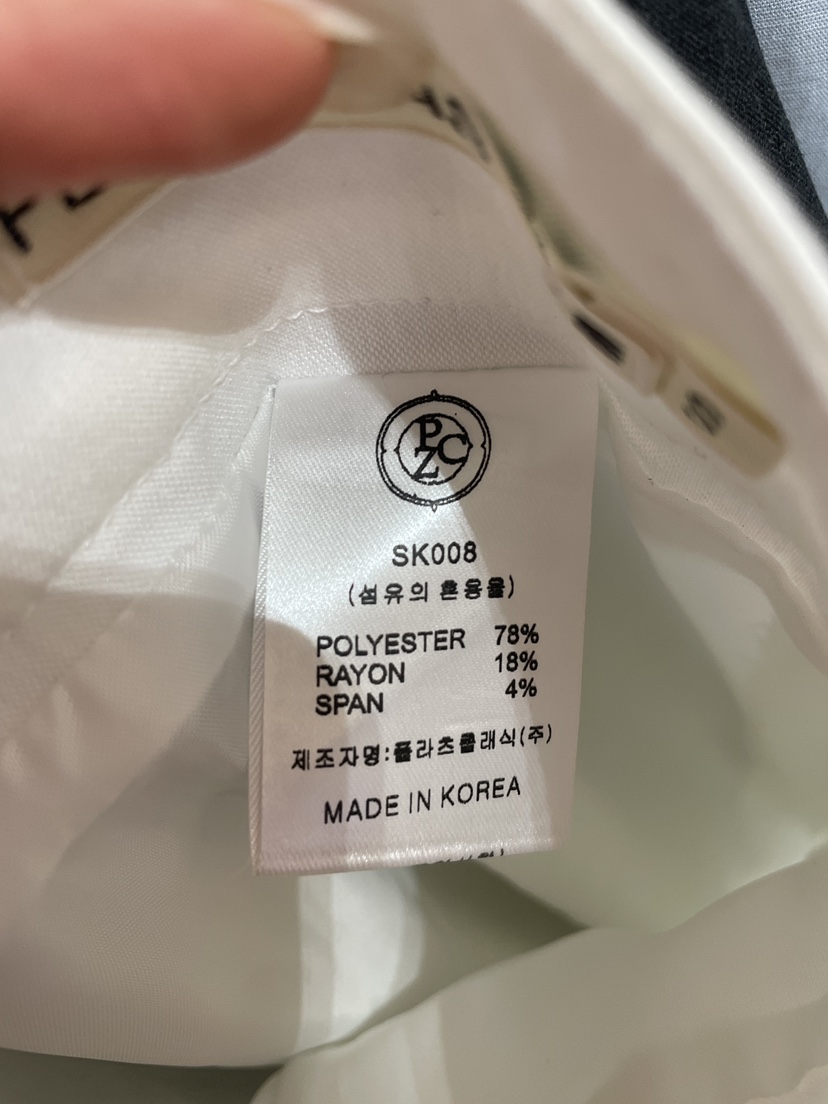 PCZ
SK008
(섬유의 혼용율)
POLYESTER 78%
RAYON 18%
SPAN 4%
제조자명:플라츠클래식(주)
MADE IN KOREA